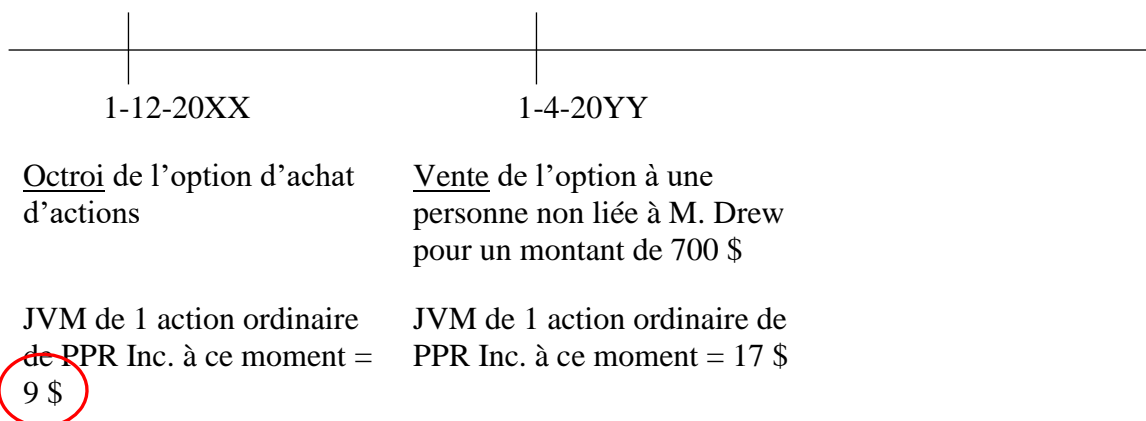 1-12-20XX
1-4-20YY
Octroi de l’option d’achat
d’actions
Vente de l’option à une
personne non liée à M. Drew
pour un montant de 700 $
JVM de 1 action ordinaire
de PPR Inc. à ce moment =
9 $
JVM de 1 action ordinaire de
PPR Inc. à ce moment = 17 $